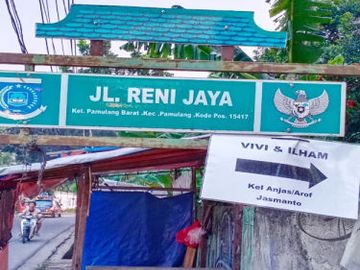 JL. RENI JAYA
Kel. Pamulang Barat .Kec .Pamulang .Kode Pos. 15417
VIVI & ILHAM
Kel Anjas/Arof
Jasmanto